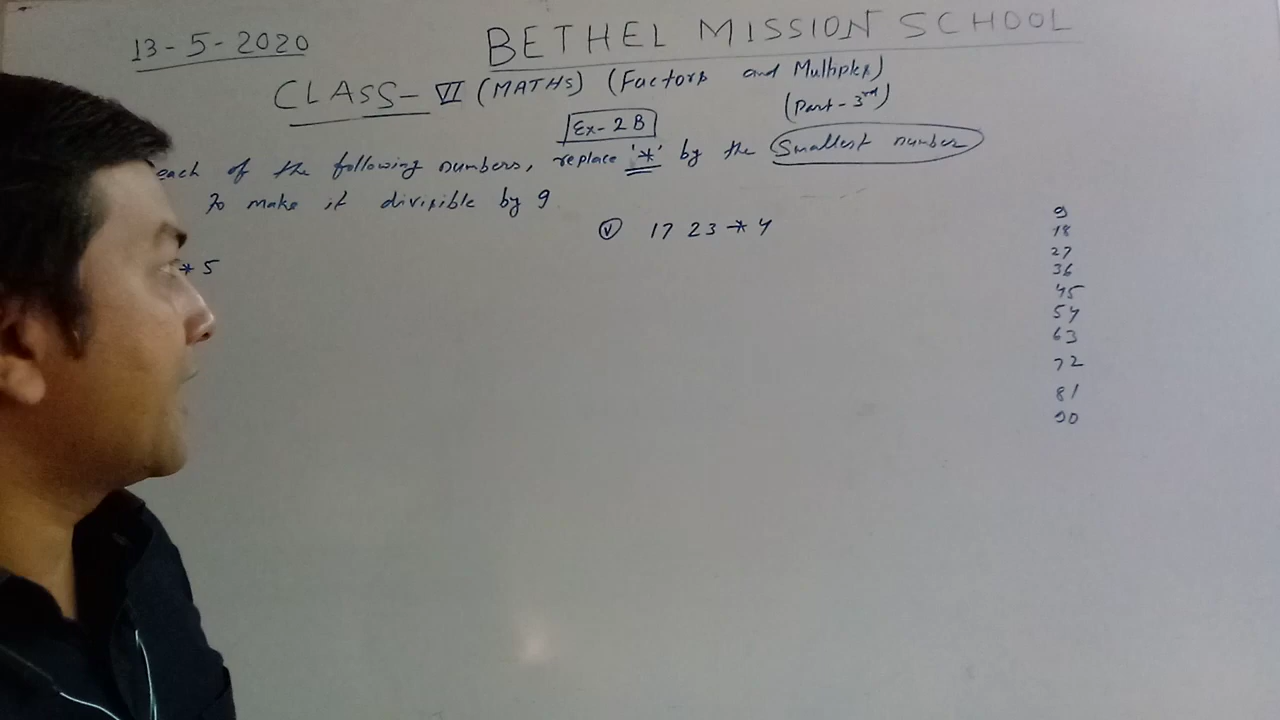 13-5-2020
BETHEL MISSION SCHOOL
CLASS- VI (MATHS) (Factors and Multiples)
(Part-3rd)
Ex-2B
each of the following numbers, replace '*' by the Smallest number
To make it divisible by 9
(v) 17 23 * 4
* 5
9
18
27
36
45
54
63
72
81
90